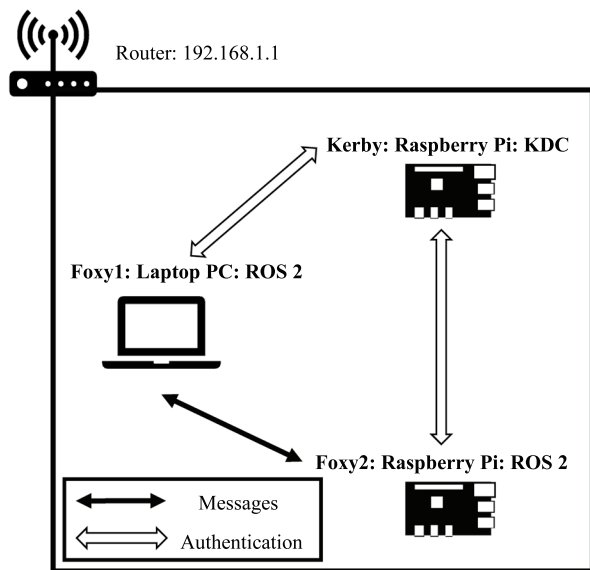 Router: 192.168.1.1
Kerby: Raspberry Pi: KDC
Foxy1: Laptop PC: ROS 2
Foxy2: Raspberry Pi: ROS 2
Messages
Authentication